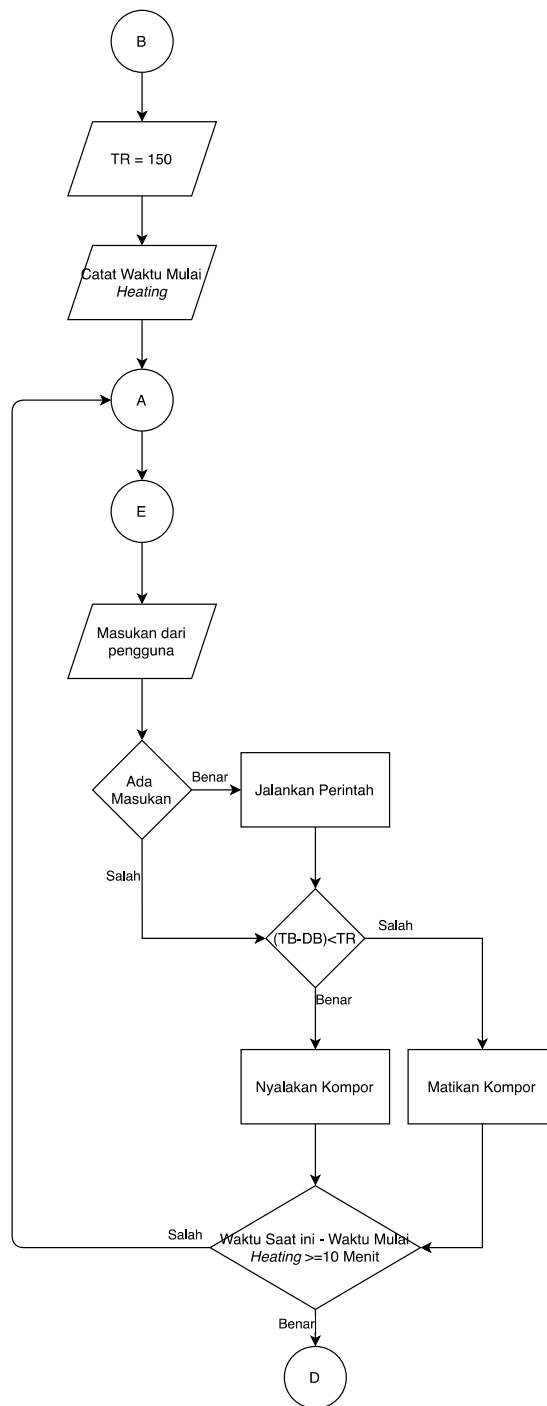 B
TR = 150
Catat Waktu Mulai
Heating
A
E
Masukan dari
pengguna
Ada
Masukan
Benar
Jalankan Perintah
Salah
(TB-DB)<TR
Salah
Benar
Nyalakan Kompor
Matikan Kompor
Salah
Waktu Saat ini - Waktu Mulai
Heating >=10 Menit
Benar
D